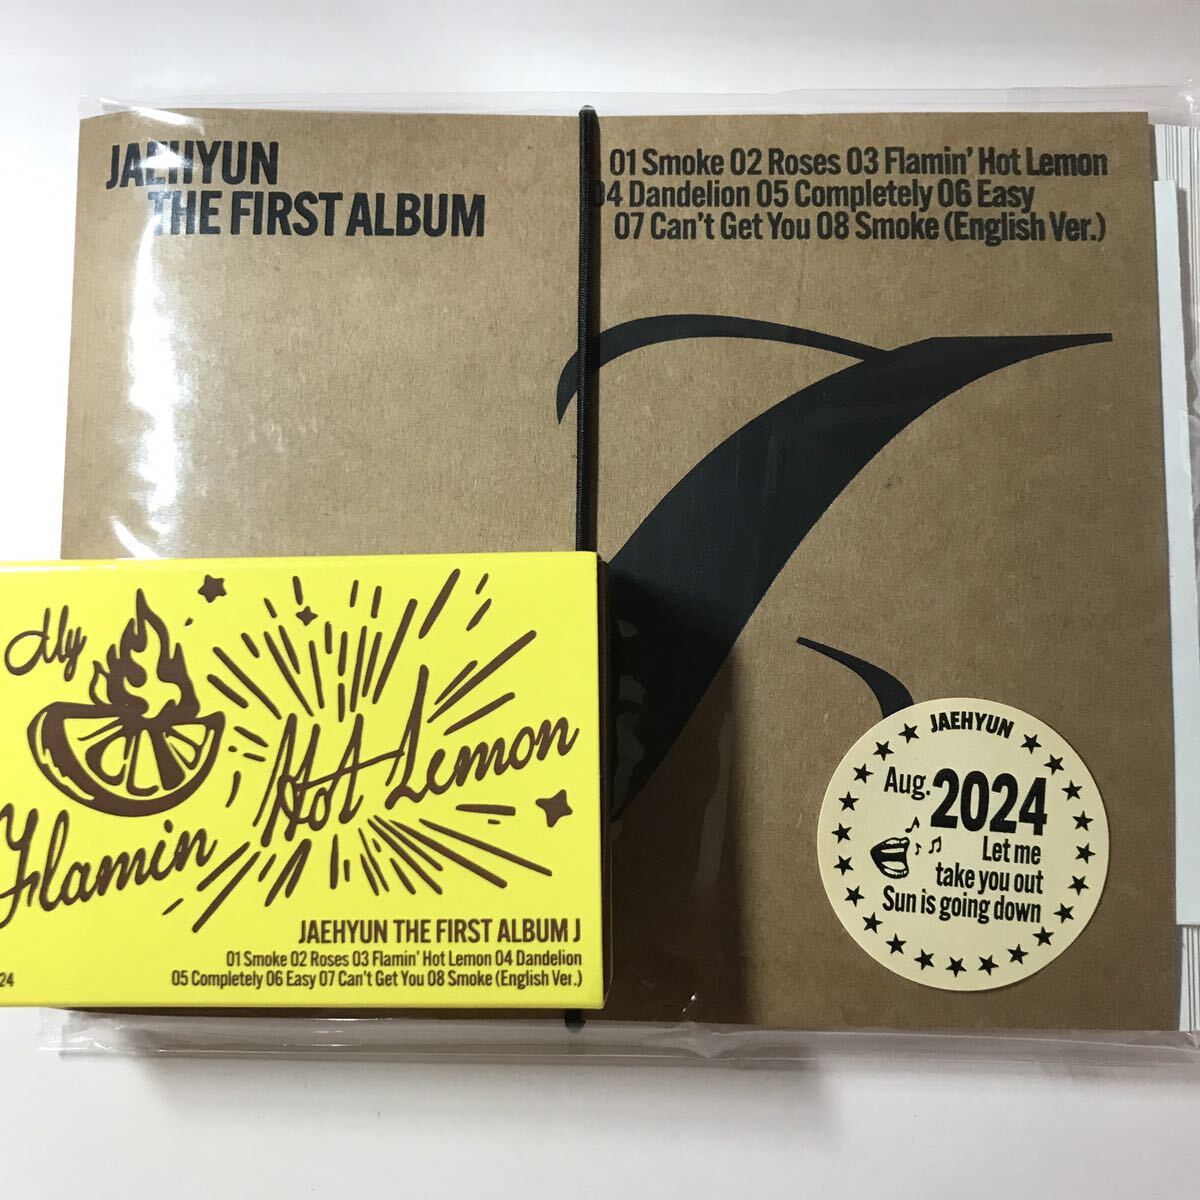 JAEHYUN
THE FIRST ALBUM
01 Smoke 02 Roses 03 Flamin' Hot Lemon
04 Dandelion 05 Completely 06 Easy
07 Can't Get You 08 Smoke (English Ver.)
My
Flamin Hot Lemon
JAEHYUN THE FIRST ALBUM J
01 Smoke 02 Roses 03 Flamin' Hot Lemon 04 Dandelion
05 Completely 06 Easy 07 Can't Get You 08 Smoke (English Ver.)
24
JAEHYUN
Aug. 2024
Let me
take you out
Sun is going down